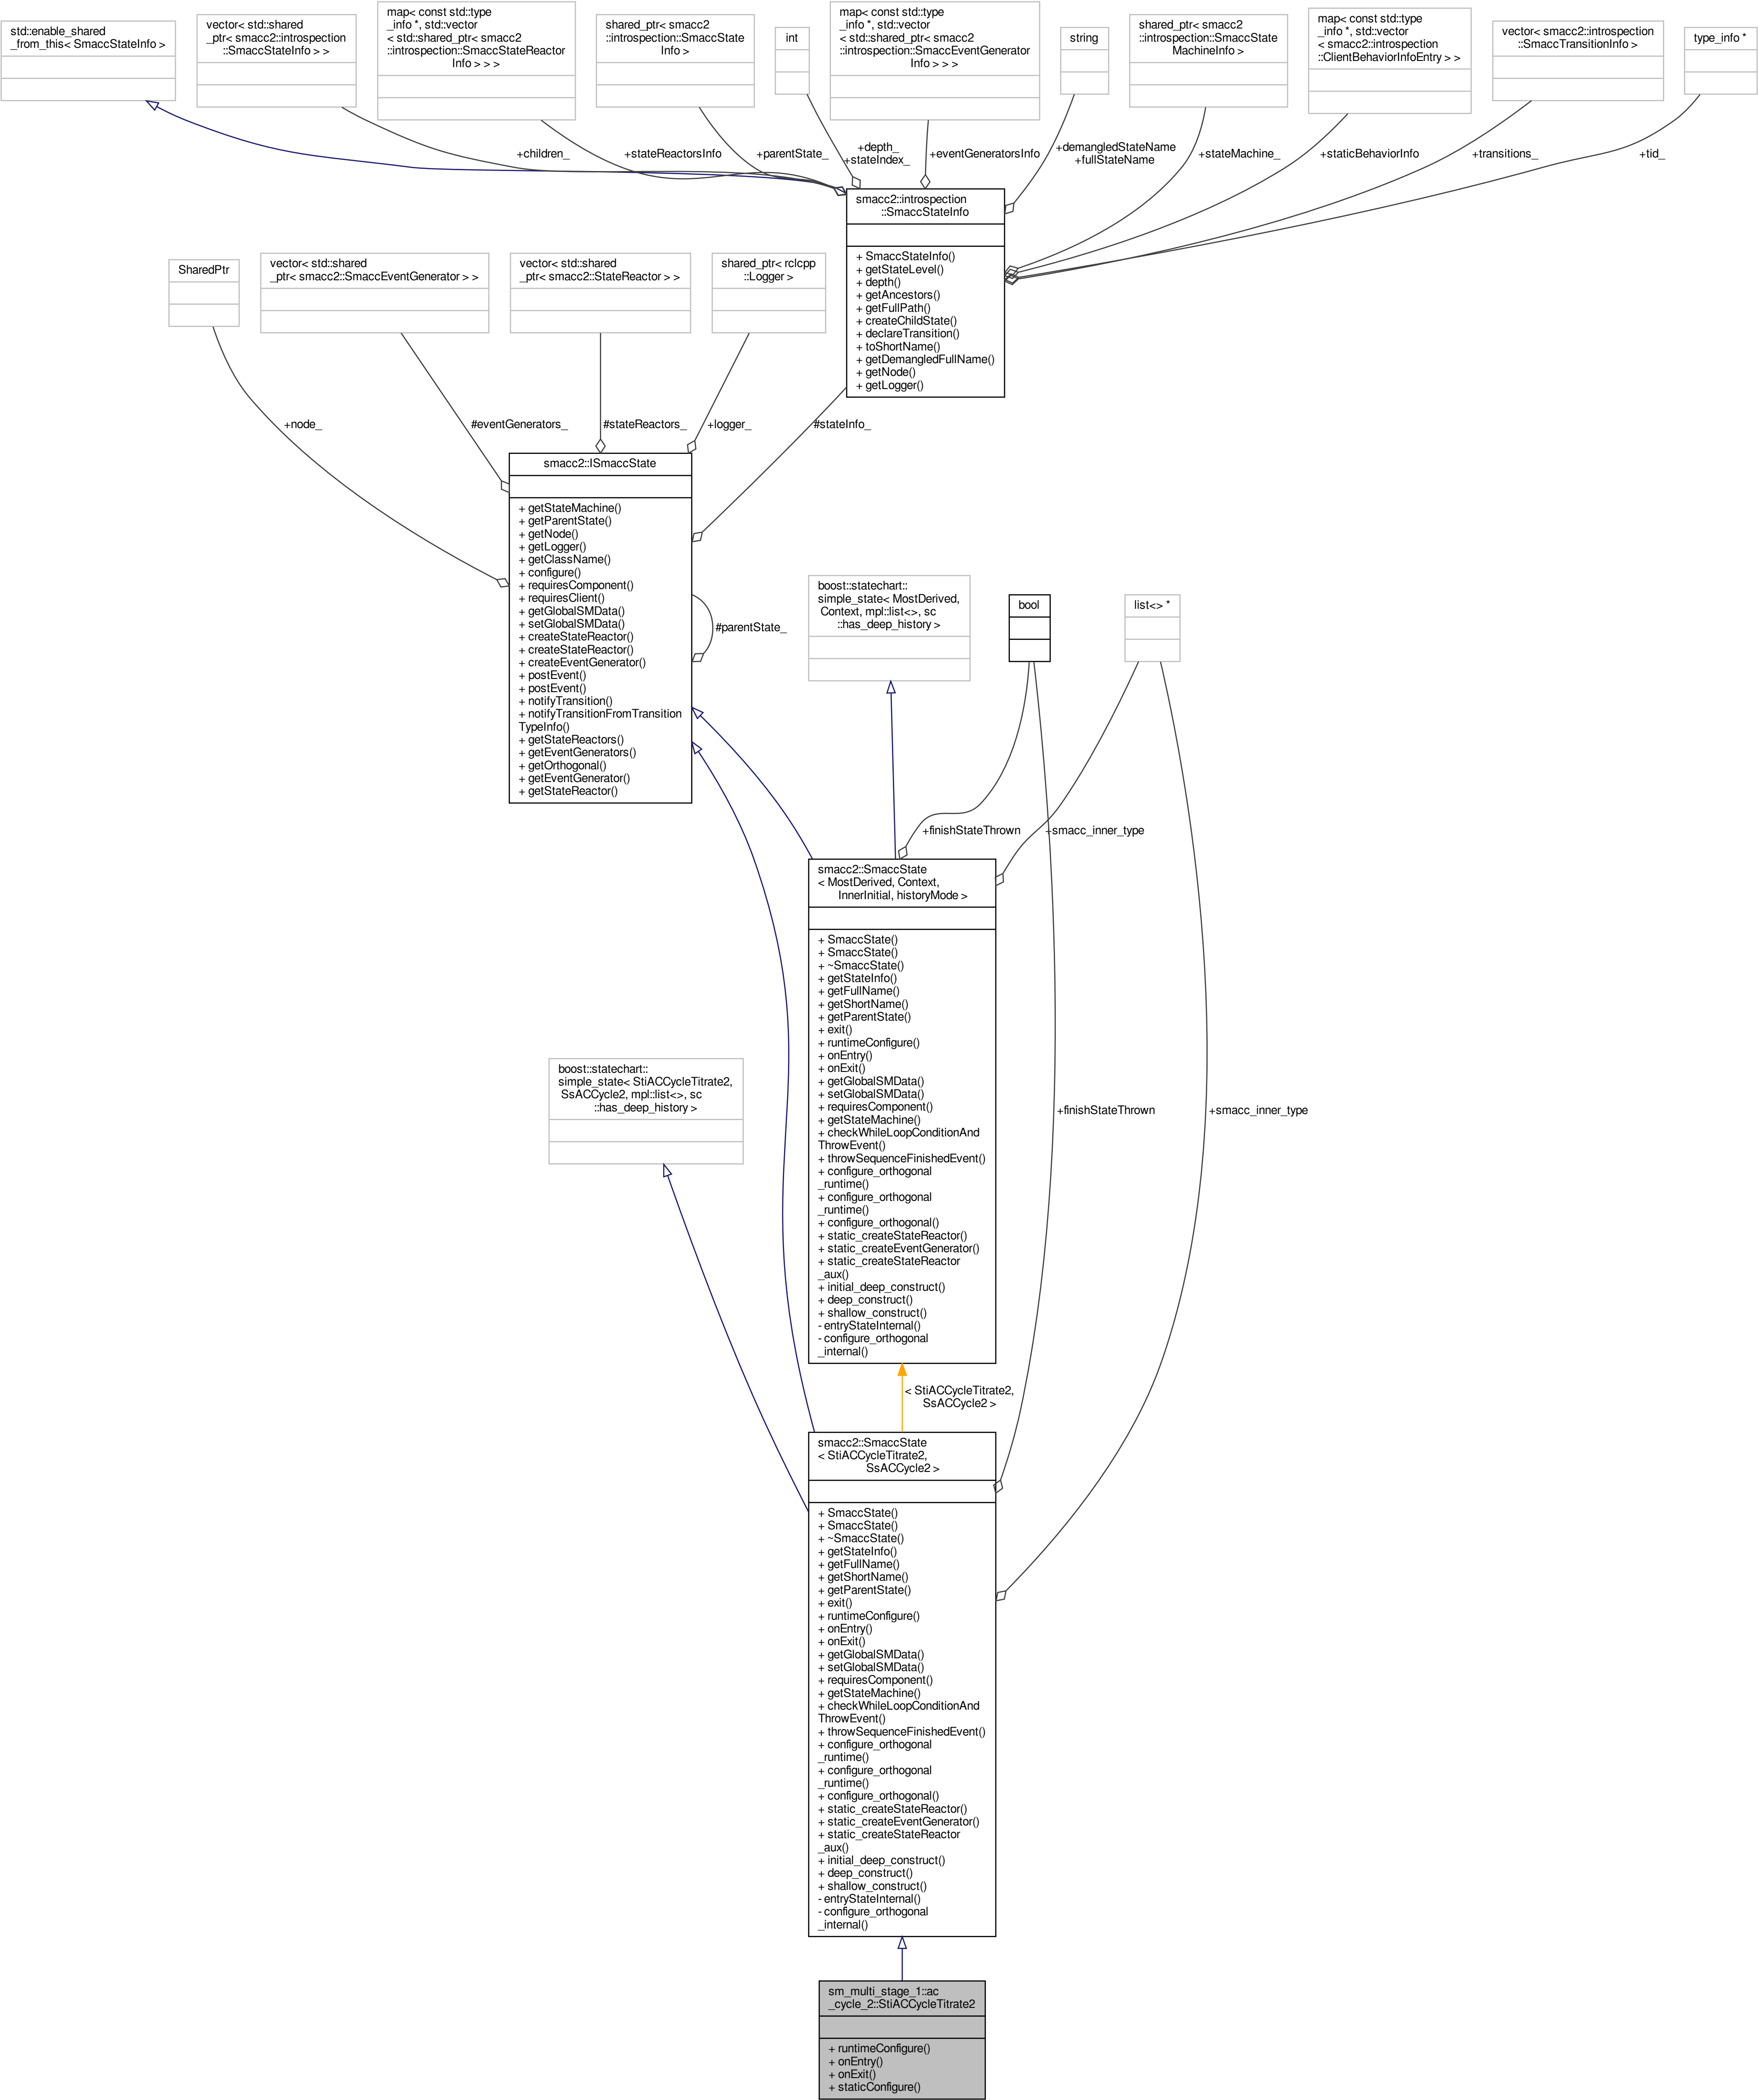 std::enable_shared
_from_this< SmaccStateInfo >
vector< std::shared
_ptr< smacc2::introspection
::SmaccStateInfo > >
map< const std::type
_info *, std::vector
< std::shared_ptr< smacc2
::introspection::SmaccStateReactor
Info > > >
shared_ptr< smacc2
::introspection::SmaccState
Info >
int
map< const std::type
_info *, std::vector
< std::shared_ptr< smacc2
::introspection::SmaccEventGenerator
Info > > >
string
shared_ptr< smacc2
::introspection::SmaccState
MachineInfo >
map< const std::type
_info *, std::vector
< smacc2::introspection
::ClientBehaviorInfoEntry > >
vector< smacc2::introspection
::SmaccTransitionInfo >
type_info *
+children_
+stateReactorsInfo
+parentState_
+depth_
+stateIndex_
+eventGeneratorsInfo
+demangledStateName
+fullStateName
+stateMachine_
+staticBehaviorInfo
+transitions_
+tid_
smacc2::introspection
::SmaccStateInfo
+ SmaccStateInfo()
+ getStateLevel()
+ depth()
+ getAncestors()
+ getFullPath()
+ createChildState()
+ declareTransition()
+ toShortName()
+ getDemangledFullName()
+ getNode()
+ getLogger()
SharedPtr
vector< std::shared
_ptr< smacc2::SmaccEventGenerator > >
vector< std::shared
_ptr< smacc2::StateReactor > >
shared_ptr< rclcpp
::Logger >
+node_
#eventGenerators_
#stateReactors_
+logger_
#stateInfo_
smacc2::ISmaccState
+ getStateMachine()
+ getParentState()
+ getNode()
+ getLogger()
+ getClassName()
+ configure()
+ requiresComponent()
+ requiresClient()
+ getGlobalSMData()
+ setGlobalSMData()
+ createStateReactor()
+ createStateReactor()
+ createEventGenerator()
+ postEvent()
+ postEvent()
+ notifyTransition()
+ notifyTransitionFromTransition
TypeInfo()
+ getStateReactors()
+ getEventGenerators()
+ getOrthogonal()
+ getEventGenerator()
+ getStateReactor()
#parentState_
boost::statechart::
simple_state< MostDerived,
Context, mpl::list<>, sc
::has_deep_history >
bool
list<> *
+finishStateThrown
+smacc_inner_type
smacc2::SmaccState
< MostDerived, Context,
InnerInitial, historyMode >
+ SmaccState()
+ SmaccState()
+ ~SmaccState()
+ getStateInfo()
+ getFullName()
+ getShortName()
+ getParentState()
+ exit()
+ runtimeConfigure()
+ onEntry()
+ onExit()
+ getGlobalSMData()
+ setGlobalSMData()
+ requiresComponent()
+ getStateMachine()
+ checkWhileLoopConditionAnd
ThrowEvent()
+ throwSequenceFinishedEvent()
+ configure_orthogonal
_runtime()
+ configure_orthogonal
_runtime()
+ configure_orthogonal()
+ static_createStateReactor()
+ static_createEventGenerator()
+ static_createStateReactor
_aux()
+ initial_deep_construct()
+ deep_construct()
+ shallow_construct()
- entryStateInternal()
- configure_orthogonal
_internal()
boost::statechart::
simple_state< StiACCycleTitrate2,
SsACCycle2, mpl::list<>, sc
::has_deep_history >
+finishStateThrown
+smacc_inner_type
< StiACCycleTitrate2,
SsACCycle2 >
smacc2::SmaccState
< StiACCycleTitrate2,
SsACCycle2 >
+ SmaccState()
+ SmaccState()
+ ~SmaccState()
+ getStateInfo()
+ getFullName()
+ getShortName()
+ getParentState()
+ exit()
+ runtimeConfigure()
+ onEntry()
+ onExit()
+ getGlobalSMData()
+ setGlobalSMData()
+ requiresComponent()
+ getStateMachine()
+ checkWhileLoopConditionAnd
ThrowEvent()
+ throwSequenceFinishedEvent()
+ configure_orthogonal
_runtime()
+ configure_orthogonal
_runtime()
+ configure_orthogonal()
+ static_createStateReactor()
+ static_createEventGenerator()
+ static_createStateReactor
_aux()
+ initial_deep_construct()
+ deep_construct()
+ shallow_construct()
- entryStateInternal()
- configure_orthogonal
_internal()
sm_multi_stage_1::ac
_cycle_2::StiACCycleTitrate2
+ runtimeConfigure()
+ onEntry()
+ onExit()
+ staticConfigure()